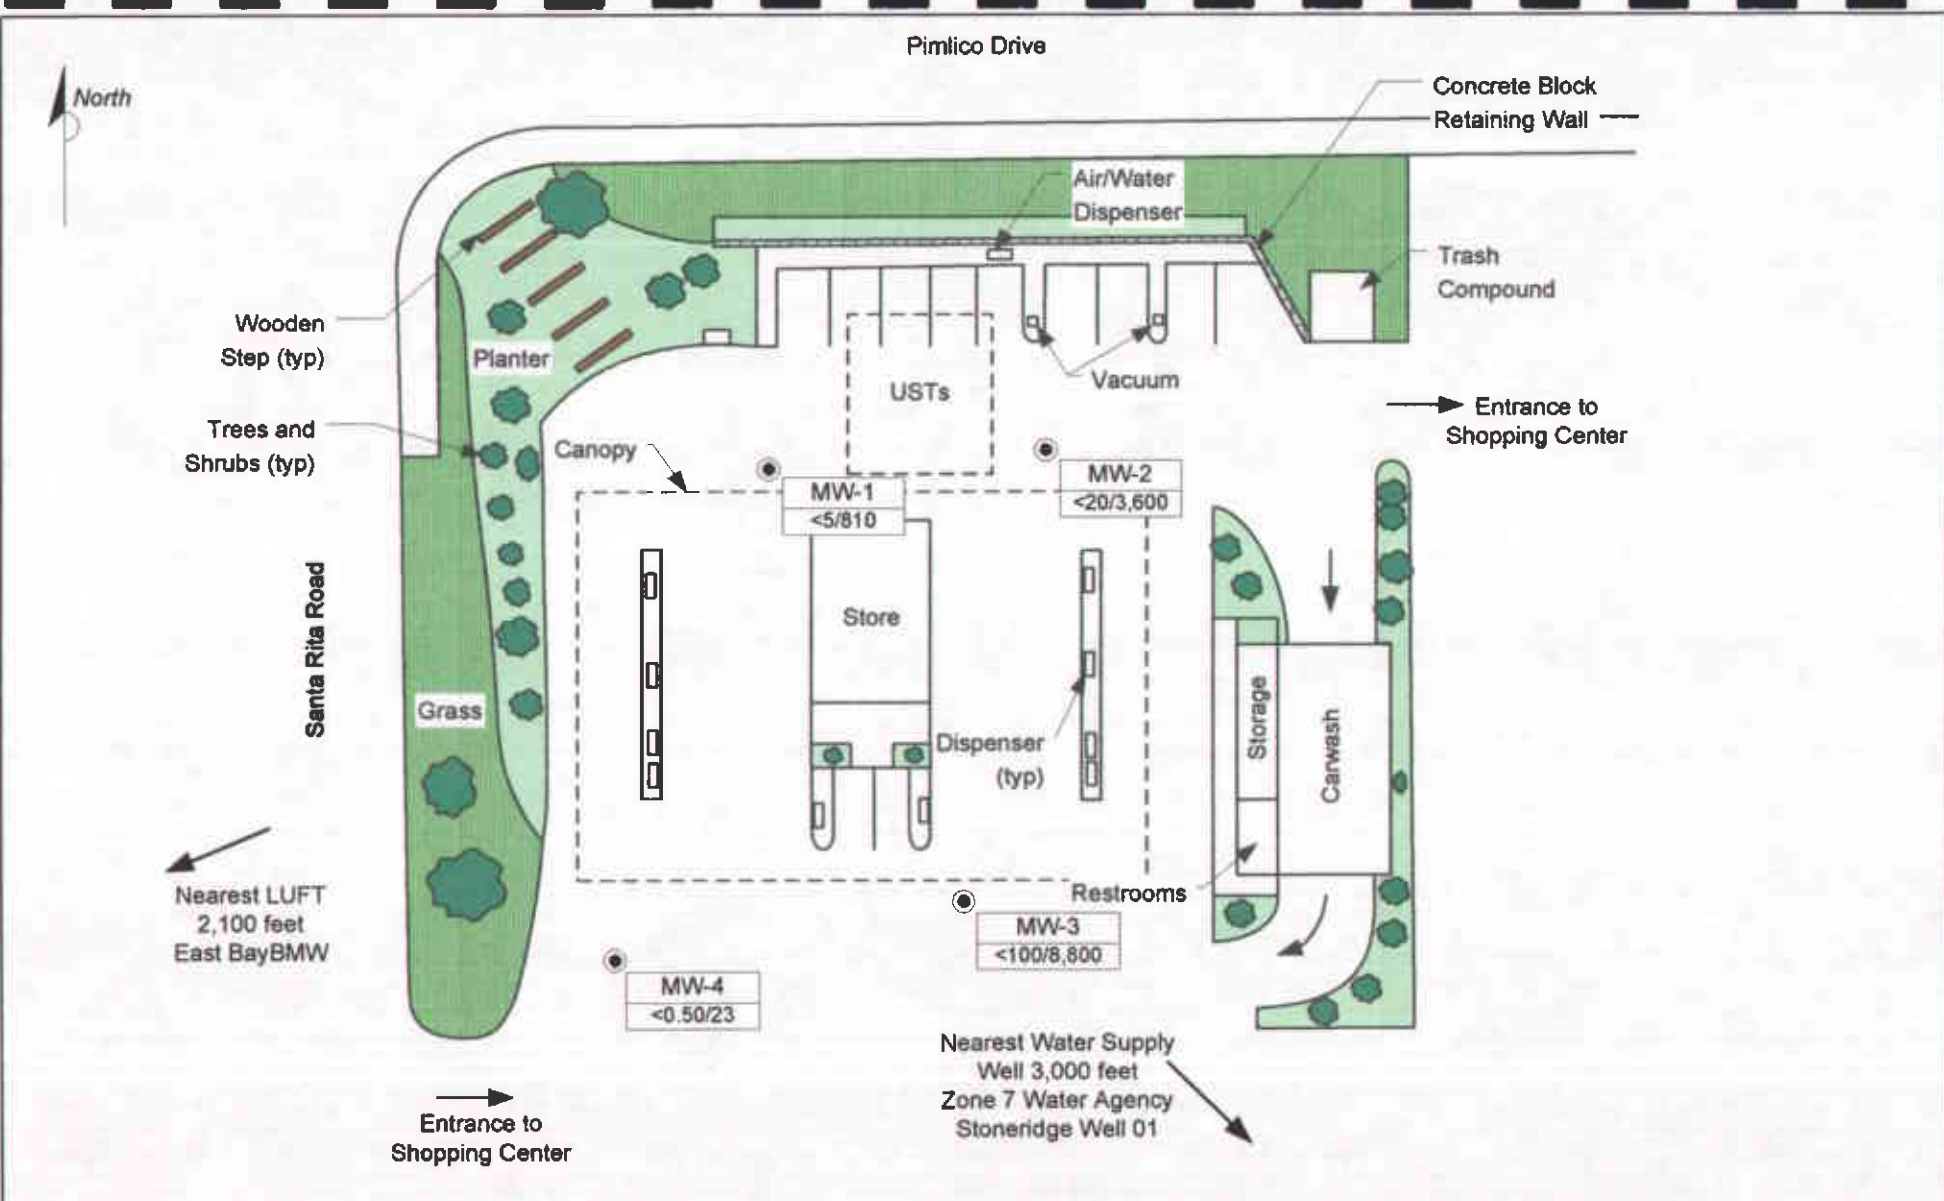 Pimlico Drive
North
Concrete Block
Retaining Wall
Air/Water
Dispenser
Trash
Compound
Wooden
Step (typ)
Planter
Vacuum
USTs
Entrance to
Shopping Center
Trees and
Shrubs (typ)
Canopy
MW-1
<5/810
MW-2
<20/3,600
Santa Rita Road
Store
Grass
Storage
Carwash
Dispenser
(typ)
Nearest LUFT
2,100 feet
East BayBMW
Restrooms
MW-3
<100/8,800
MW-4
<0.50/23
Nearest Water Supply
Well 3,000 feet
Zone 7 Water Agency
Stoneridge Well 01
Entrance to
Shopping Center